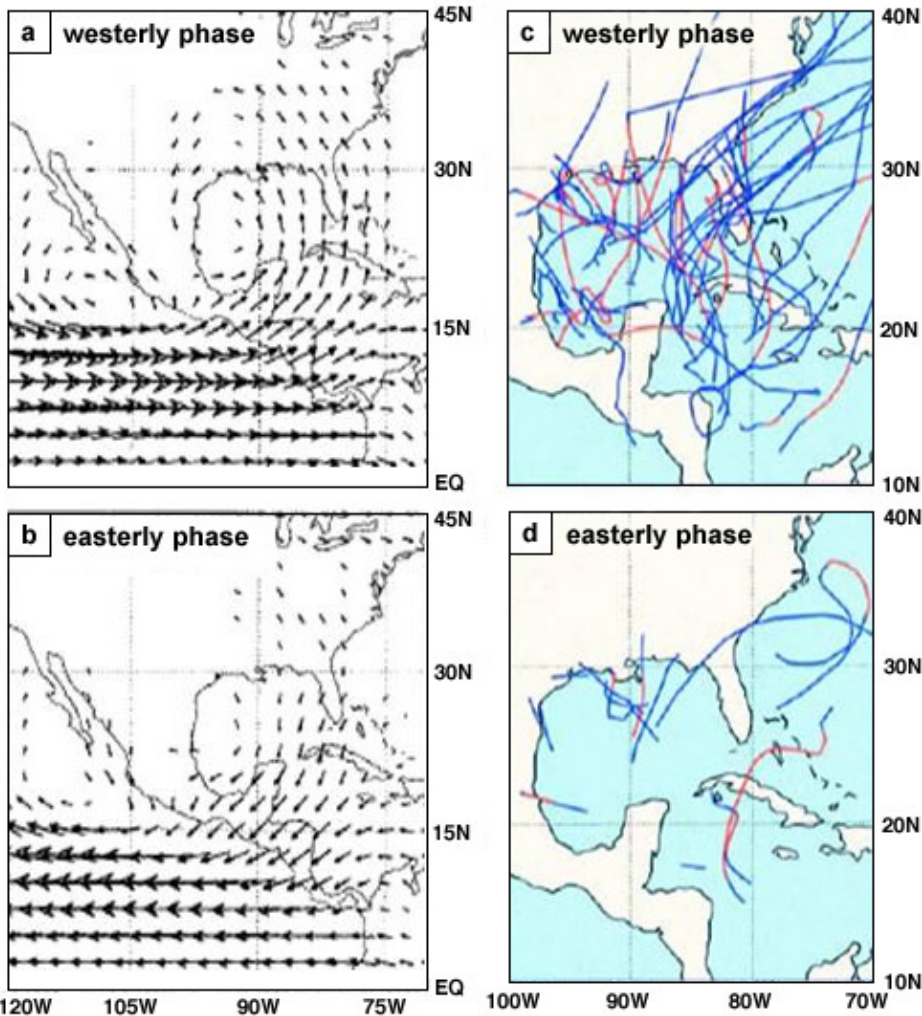 a westerly phase
45N
30N
15N
EQ
c westerly phase
40N
30N
20N
10N
b easterly phase
45N
30N
15N
EQ
120W 105W 90W 75W
d easterly phase
40N
30N
20N
10N
100W 90W 80W 70W